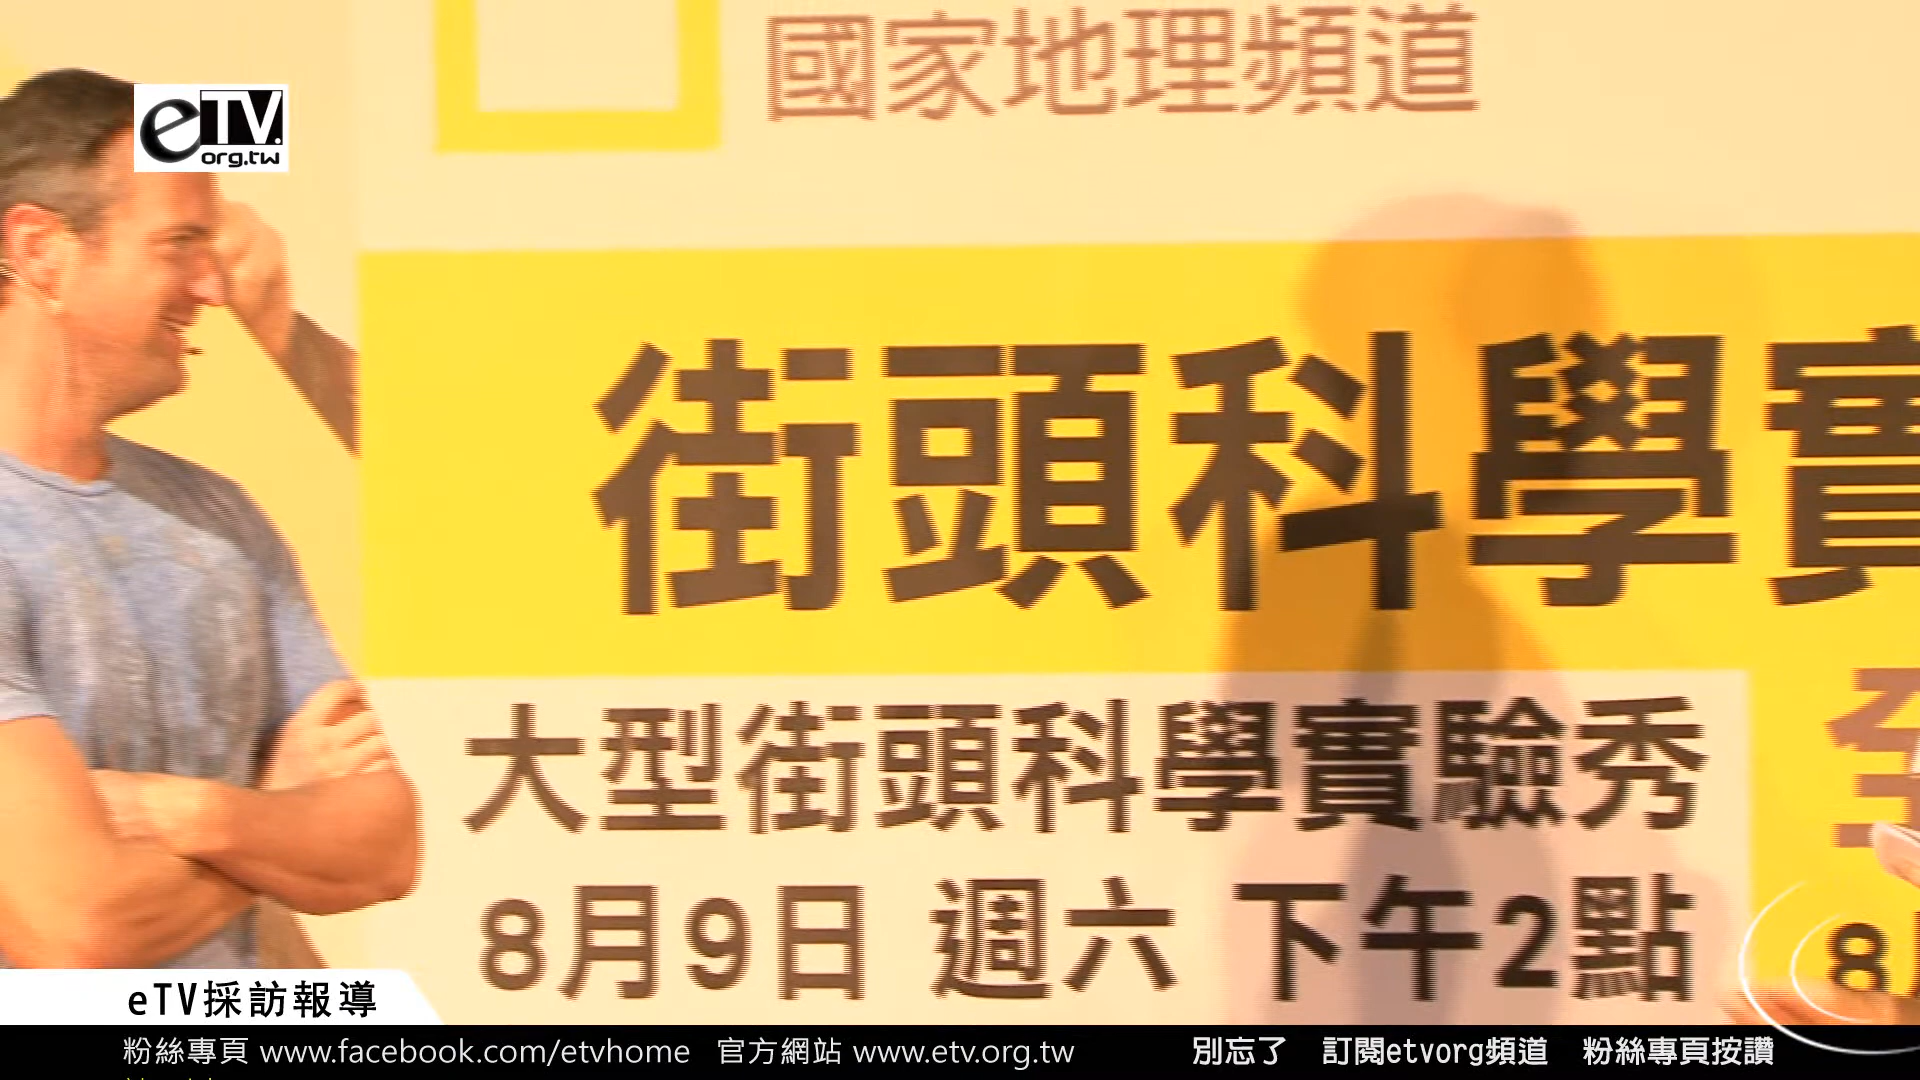 國家地理頻道
eTV.
org.tw
街頭科學實
大型街頭科學實驗秀
8月9日 週六 下午2點
8
eTV採訪報導
粉絲專頁 www.facebook.com/etvhome 官方網站 www.etv.org.tw 別忘了 訂閱etvorg頻道 粉絲專頁按讚